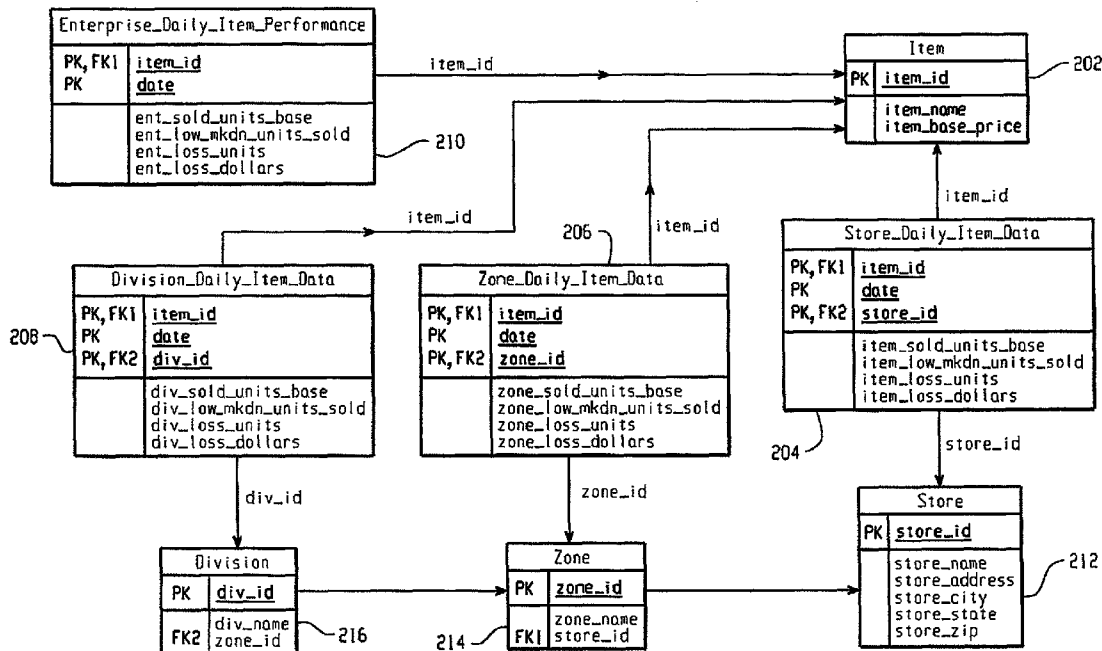 Enterprise_Daily_Item_Performance
PK, FK1 item_id
PK date
ent_sold_units_base
ent_low_mkdn_units_sold
ent_loss_units
ent_loss_dollars
210
item_id
Item
PK item_id
item_name
item_base_price
202
item_id
item_id
item_id
206
Division_Daily_Item_Data
PK, FK1 item_id
PK date
PK, FK2 div_id
div_sold_units_base
div_low_mkdn_units_sold
div_loss_units
div_loss_dollars
208
Zone_Daily_Item_Data
PK, FK1 item_id
PK date
PK, FK2 zone_id
zone_sold_units_base
zone_low_mkdn_units_sold
zone_loss_units
zone_loss_dollars
Store_Daily_Item_Data
PK, FK1 item_id
PK date
PK, FK2 store_id
item_sold_units_base
item_low_mkdn_units_sold
item_loss_units
item_loss_dollars
204
div_id
zone_id
store_id
Division
PK div_id
div_name
FK2 zone_id
216
Zone
PK zone_id
zone_name
FK1 store_id
214
Store
PK store_id
store_name
store_address
store_city
store_state
store_zip
212